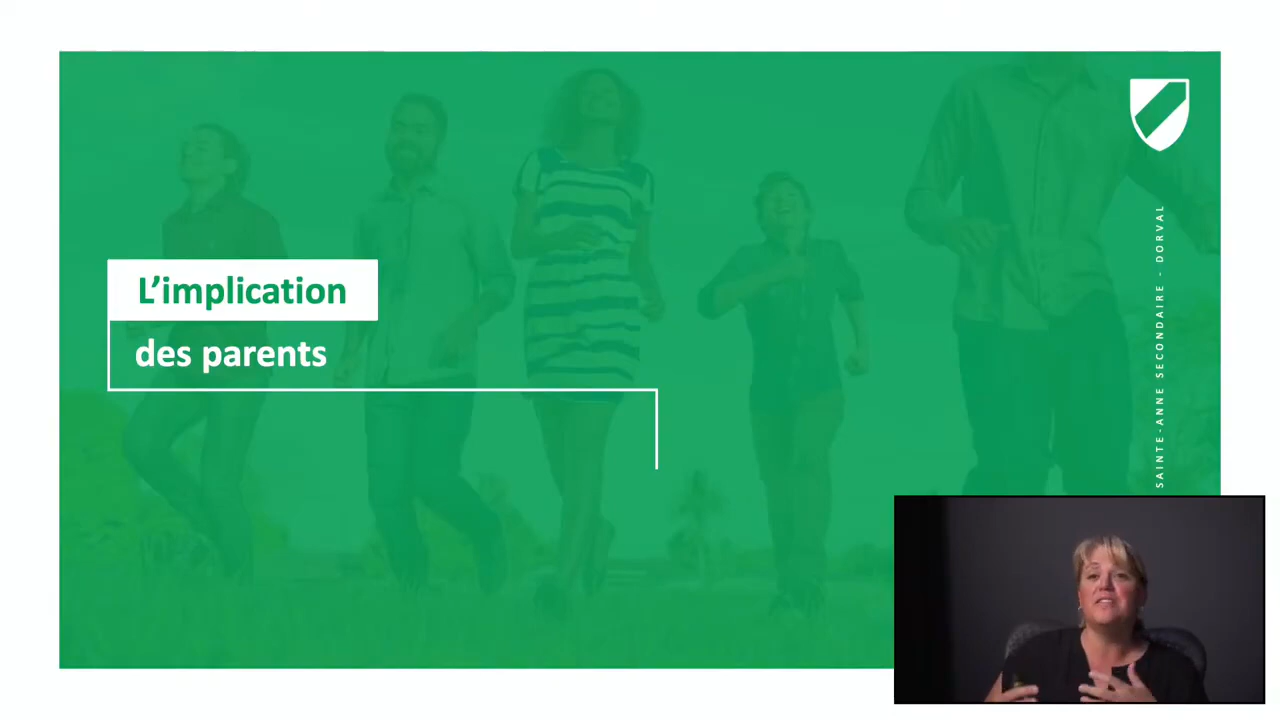 L’implication
des parents
SAINTE-ANNE SECONDAIRE - DORVAL